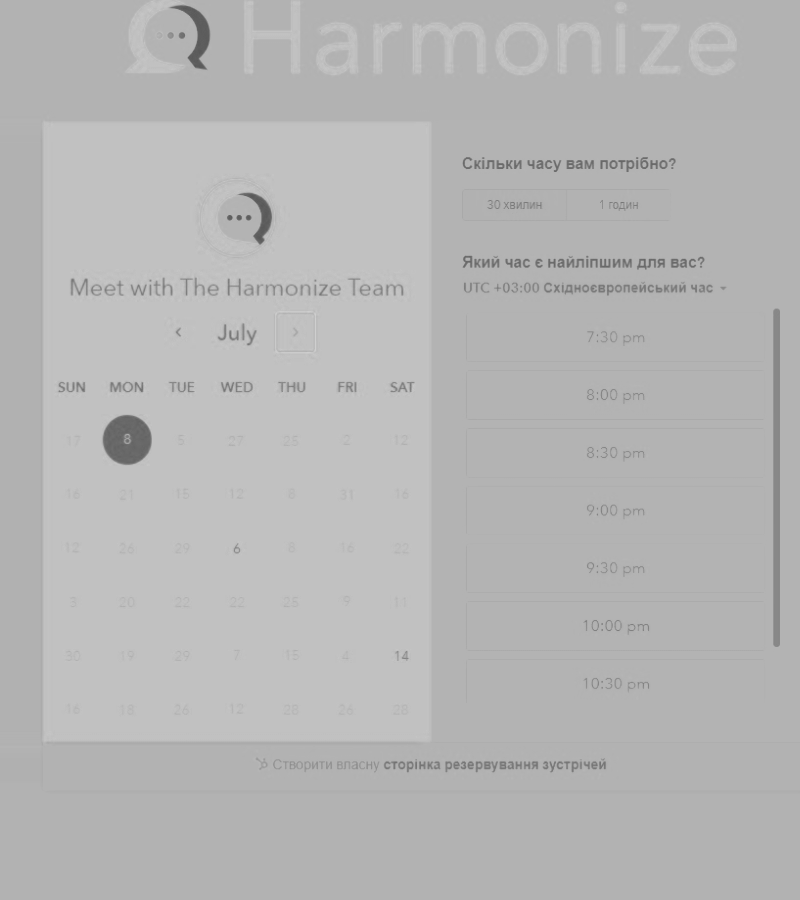 Harmonize
Meet with The Harmonize Team
July
SUN MON TUE WED THU FRI SAT
17 8 5 27 25 2 12
16 21 15 12 8 31 16
12 26 29 6 8 16 22
20 22 22 25 9 11
30 19 29 7 4 14
16 18 26 12 26 28
Скільки часу вам потрібно?
30 хвилин 1 годин
Який час є найліпшим для вас?
UTC +03:00 Східноєвропейський час
7:30 pm
8:00 pm
8:30 pm
9:00 pm
9:30 pm
10:00 pm
10:30 pm
Створити власну сторінка резервування зустрічей